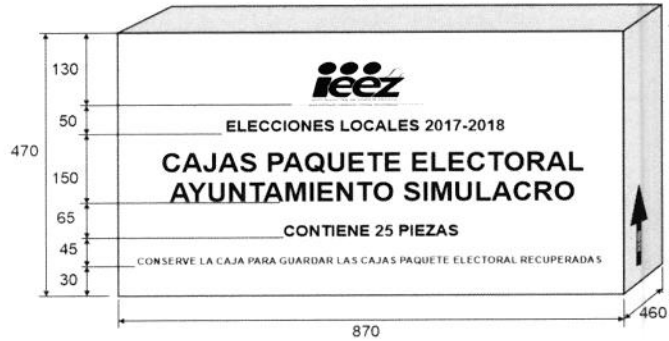 ieez
ELECCIONES LOCALES 2017-2018
CAJAS PAQUETE ELECTORAL
AYUNTAMIENTO SIMULACRO
CONTIENE 25 PIEZAS
CONSERVE LA CAJA PARA GUARDAR LAS CAJAS PAQUETE ELECTORAL RECUPERADAS
130
50
470
150
65
45
30
870
460